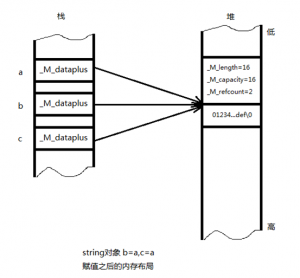 栈
堆
低
a
_M_dataplus
_M_length=16
_M_capacity=16
_M_refcount=2
b
_M_dataplus
01234...def\0
c
_M_dataplus
高
string对象 b=a,c=a
赋值之后的内存布局